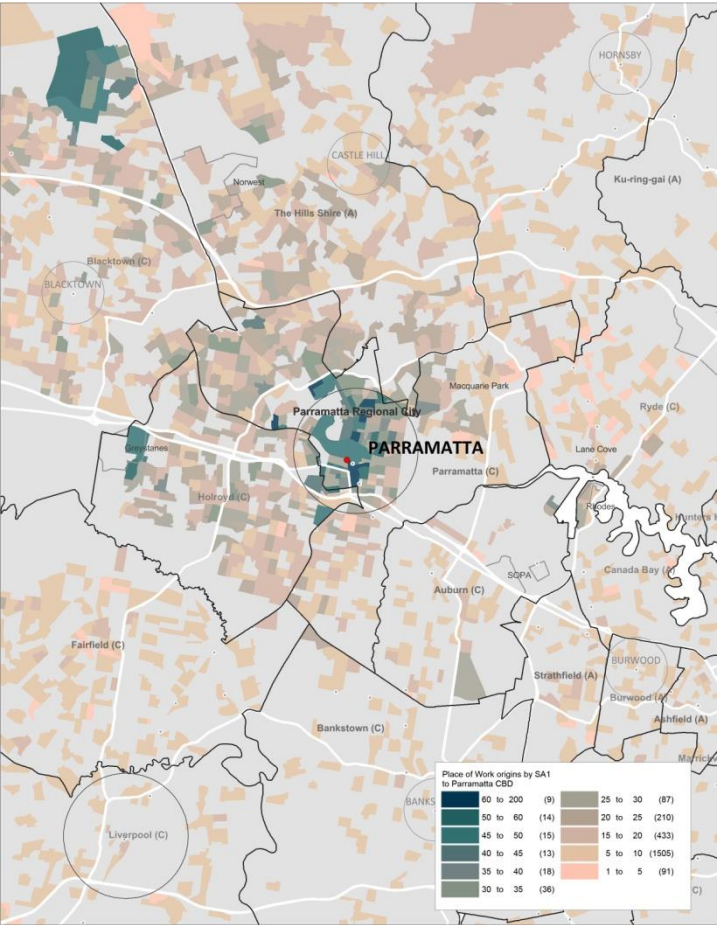 HORNSBY
CASTLE HILL
Norwest
Ku-ring-gai (A)
The Hills Shire (A)
Blacktown (C)
BLACKTOWN
Macquarie Park
Parramatta Regional City
Ryde (C)
PARRAMATTA
Greystanes
Lane Cove
Parramatta (C)
Holroyd (C)
Rhodes
Hunters H
SOPA
Canada Bay (A)
Auburn (C)
Fairfield (C)
BURWOOD
Strathfield (A)
Burwood (A)
Ashfield (A)
Bankstown (C)
Marrickv
Place of Work origins by SA1
to Parramatta CBD
60 to 200 (9) 25 to 30 (87)
50 to 60 (14) 20 to 25 (210)
45 to 50 (15) 15 to 20 (433)
40 to 45 (13) 5 to 10 (1505)
35 to 40 (18) 1 to 5 (91)
30 to 35 (36)
BANKS
Liverpool (C)
C)